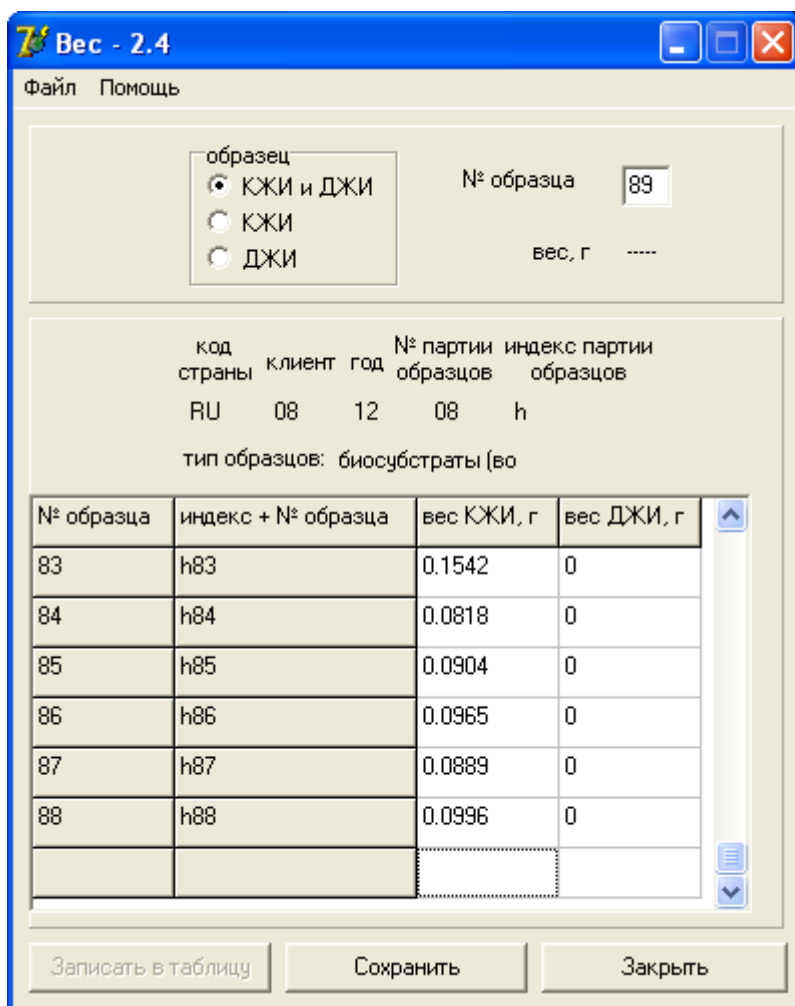 Вес - 2.4
Файл Помощь
образец
КЖИ и ДЖИ
КЖИ
ДЖИ
№ образца 89
вес, г -----
код страны клиент год № партии образцов индекс партии образцов
RU 08 12 08 h
тип образцов: биосубстраты (во
№ образца индекс + № образца вес КЖИ, г вес ДЖИ, г
83 h83 0.1542 0
84 h84 0.0818 0
85 h85 0.0904 0
86 h86 0.0965 0
87 h87 0.0889 0
88 h88 0.0996 0
Записать в таблицу Сохранить Закрыть